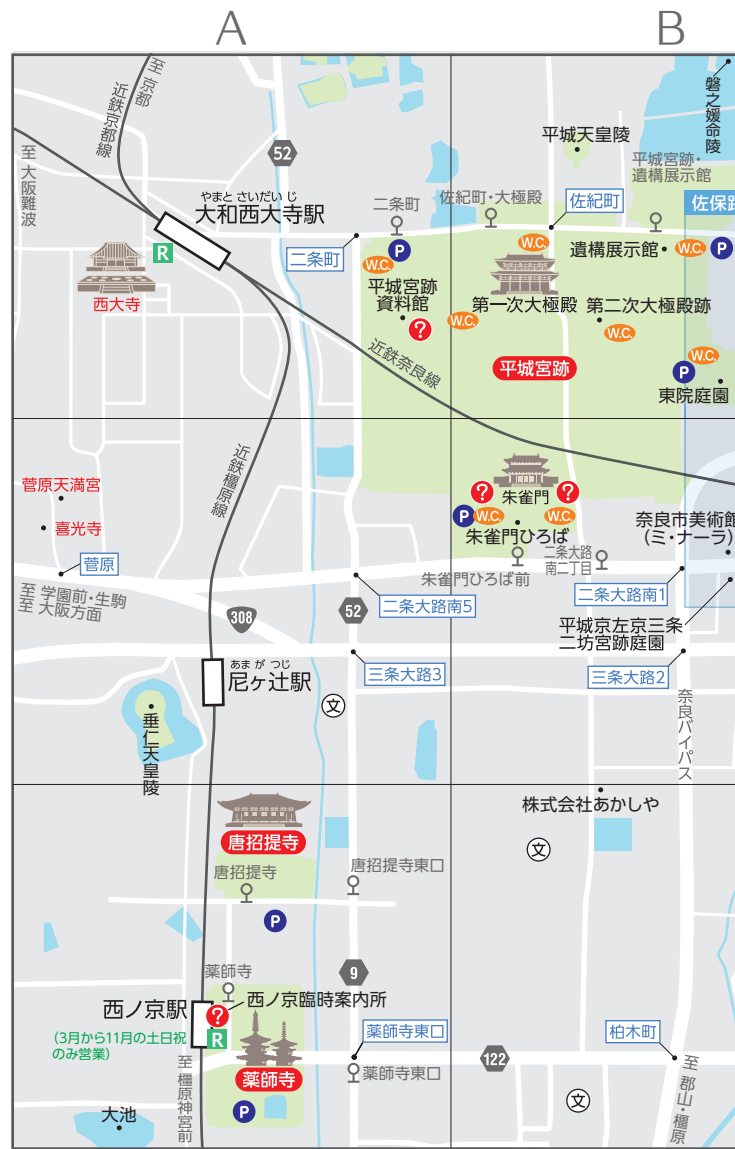 A
B
至 京都
近鉄京都線
52
磐之媛命陵
平城天皇陵
平城宮跡・
遺構展示館
至 大阪難波
やまと さいだい じ
大和西大寺駅
二条町
佐紀町・大極殿
佐紀町
佐保路
R
二条町
P
W.C.
W.C.
遺構展示館
W.C.
P
西大寺
平城宮跡
資料館
?
第一次大極殿
第二次大極殿跡
W.C.
W.C.
近鉄奈良線
平城宮跡
W.C.
P
東院庭園
近鉄橿原線
菅原天満宮
喜光寺
菅原
?
朱雀門
?
P
W.C.
W.C.
朱雀門ひろば
奈良市美術館
(ミ・ナーラ)
二条大路
南二丁目
朱雀門ひろば前
至 学園前・生駒
至 大阪方面
308
52
二条大路南5
二条大路南1
平城京左京三条
二坊宮跡庭園
あま が つじ
尼ヶ辻駅
三条大路3
三条大路2
文
垂仁天皇陵
奈良バイパス
株式会社あかしや
文
唐招提寺
唐招提寺
唐招提寺東口
P
薬師寺
9
西ノ京駅
?
西ノ京臨時案内所
(3月から11月の土日祝
のみ営業)
R
薬師寺東口
122
柏木町
薬師寺
薬師寺東口
至 橿原神宮前
至 郡山・橿原
P
文
大池